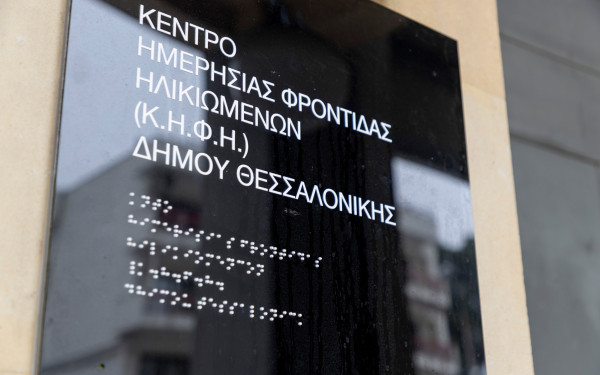 ΚΕΝΤΡΟ
ΗΜΕΡΗΣΙΑΣ ΦΡΟΝΤΙΔΑΣ
ΗΛΙΚΙΩΜΕΝΩΝ
(Κ.Η.Φ.Η.)
ΔΗΜΟΥ ΘΕΣΣΑΛΟΝΙΚΗΣ